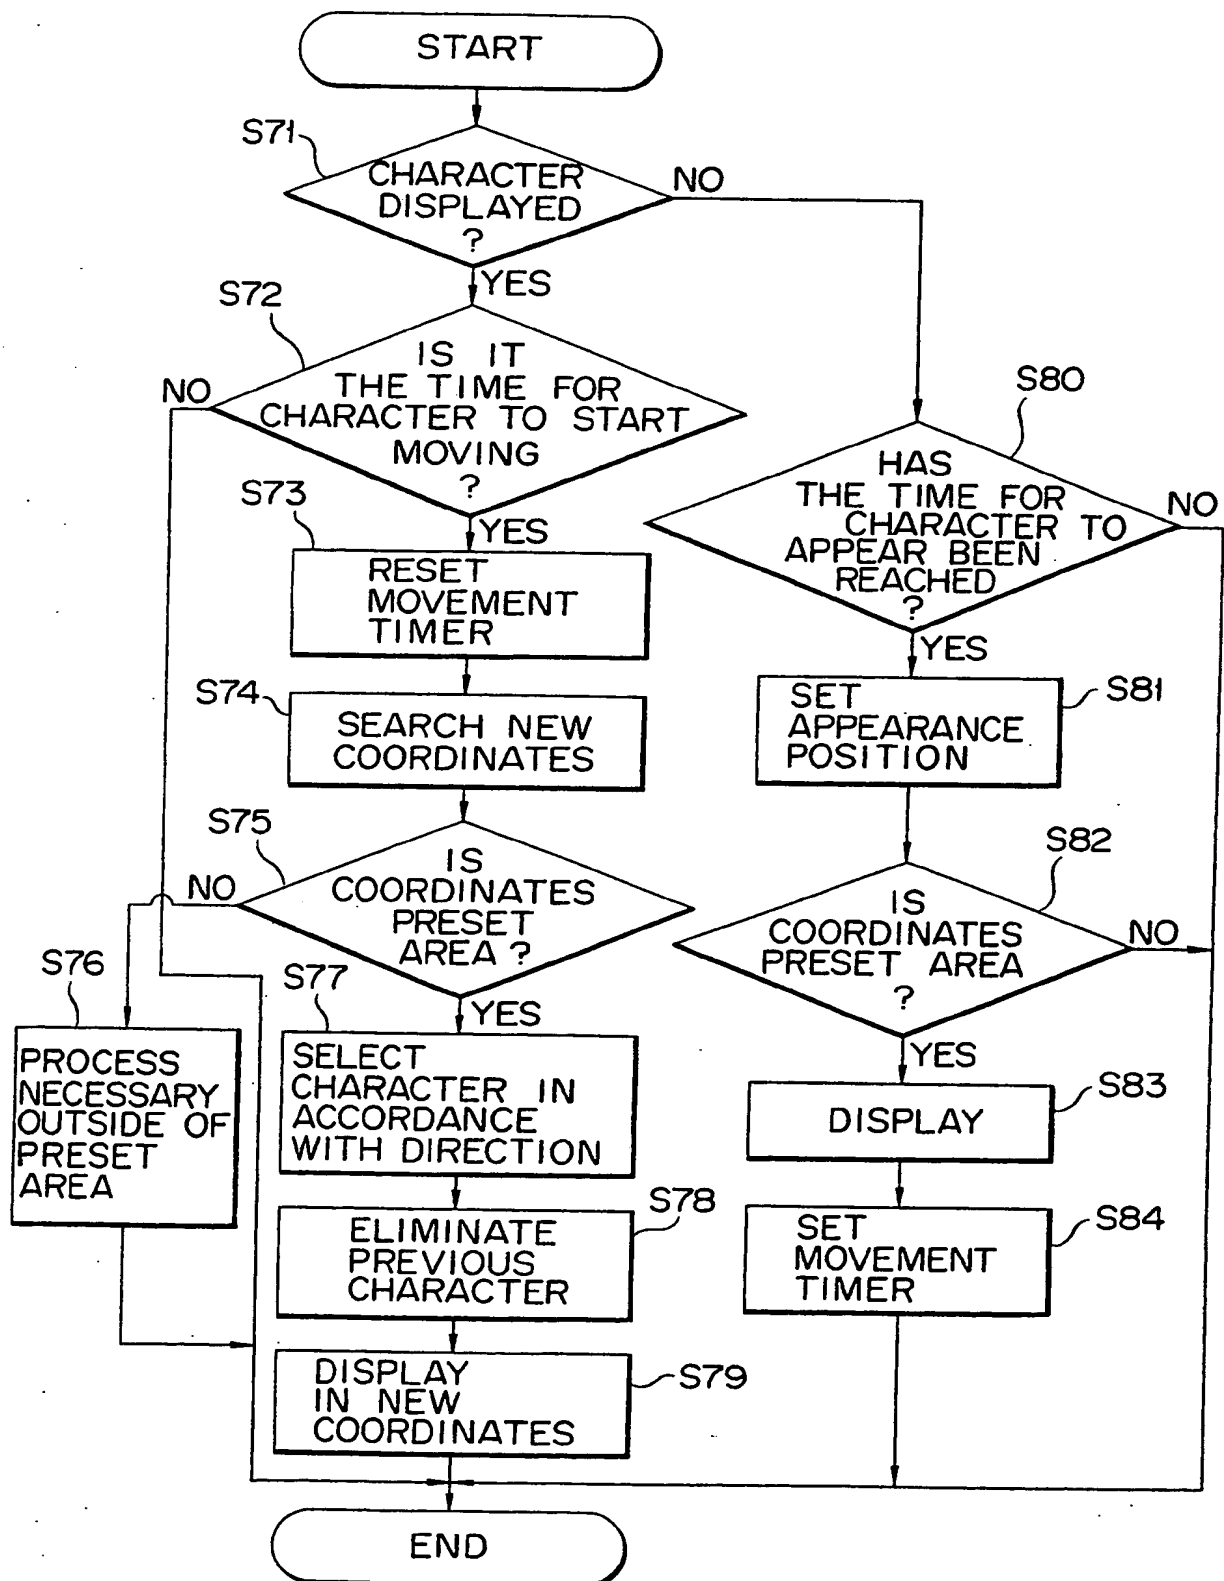 START
S71
CHARACTER
DISPLAYED
?
NO
YES
S72
IS IT
THE TIME FOR
CHARACTER TO START
MOVING
?
NO
YES
S73
RESET
MOVEMENT
TIMER
S74
SEARCH NEW
COORDINATES
S75
IS
COORDINATES
PRESET
AREA ?
NO
YES
S76
PROCESS
NECESSARY
OUTSIDE OF
PRESET
AREA
S77
SELECT
CHARACTER IN
ACCORDANCE
WITH DIRECTION
S78
ELIMINATE
PREVIOUS
CHARACTER
S79
DISPLAY
IN NEW
COORDINATES
S80
HAS
THE TIME FOR
CHARACTER TO
APPEAR BEEN
REACHED
?
NO
YES
S81
SET
APPEARANCE
POSITION
S82
IS
COORDINATES
PRESET AREA
?
NO
YES
S83
DISPLAY
S84
SET
MOVEMENT
TIMER
END